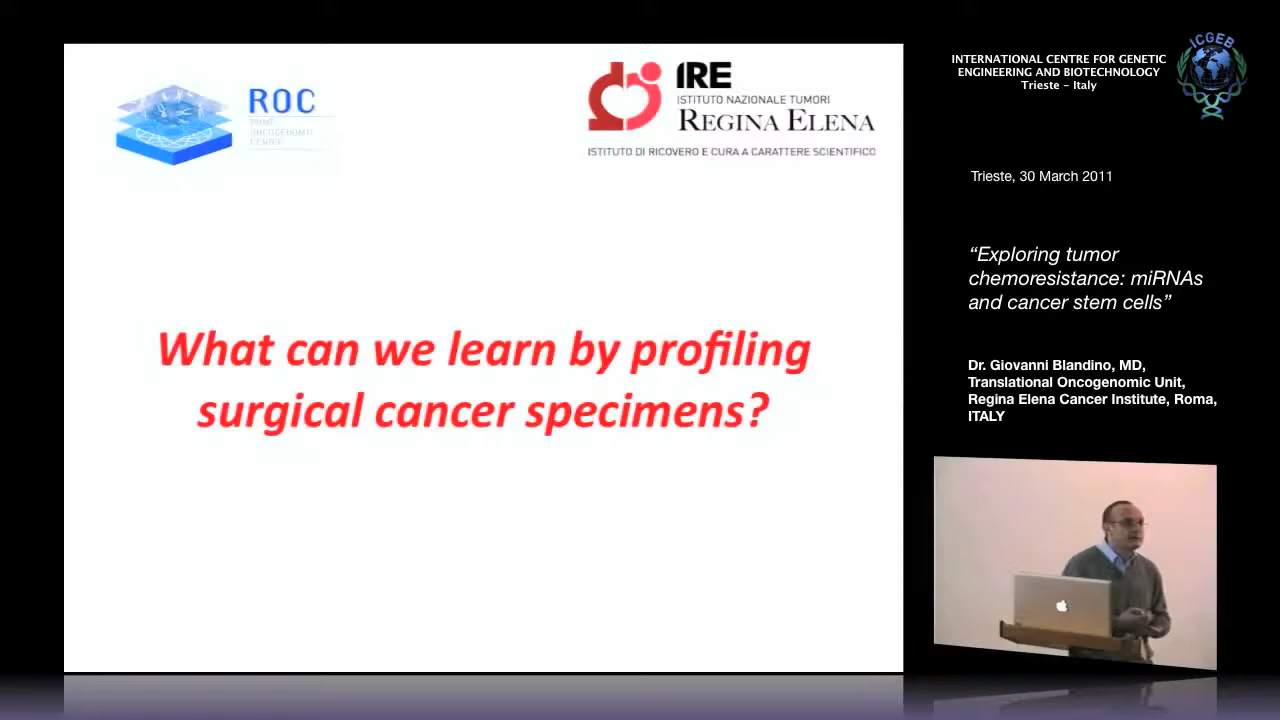 ROC
IRE
ISTITUTO NAZIONALE TUMORI
REGINA ELENA
ISTITUTO DI RICOVERO E CURA A CARATTERE SCIENTIFICO
What can we learn by profiling
surgical cancer specimens?
INTERNATIONAL CENTRE FOR GENETIC
ENGINEERING AND BIOTECHNOLOGY
Trieste - Italy
ICGEB
Trieste, 30 March 2011
“Exploring tumor
chemoresistance: miRNAs
and cancer stem cells”
Dr. Giovanni Blandino, MD,
Translational Oncogenomic Unit,
Regina Elena Cancer Institute, Roma,
ITALY